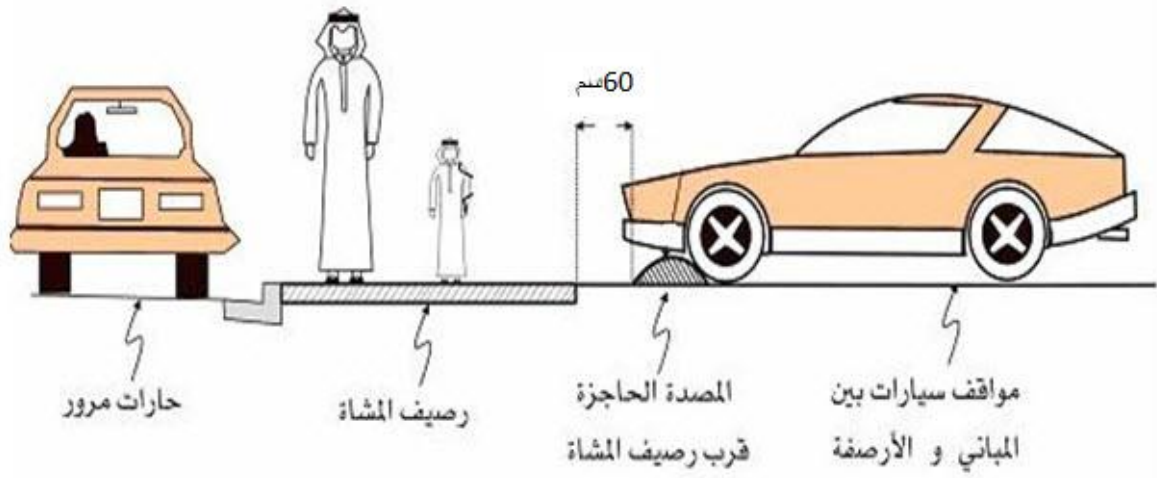 60سم
مواقف سيارات بين
المباني و الأرصفة
المصدة الحاجزة
قرب رصيف المشاة
رصيف المشاة
حارات مرور